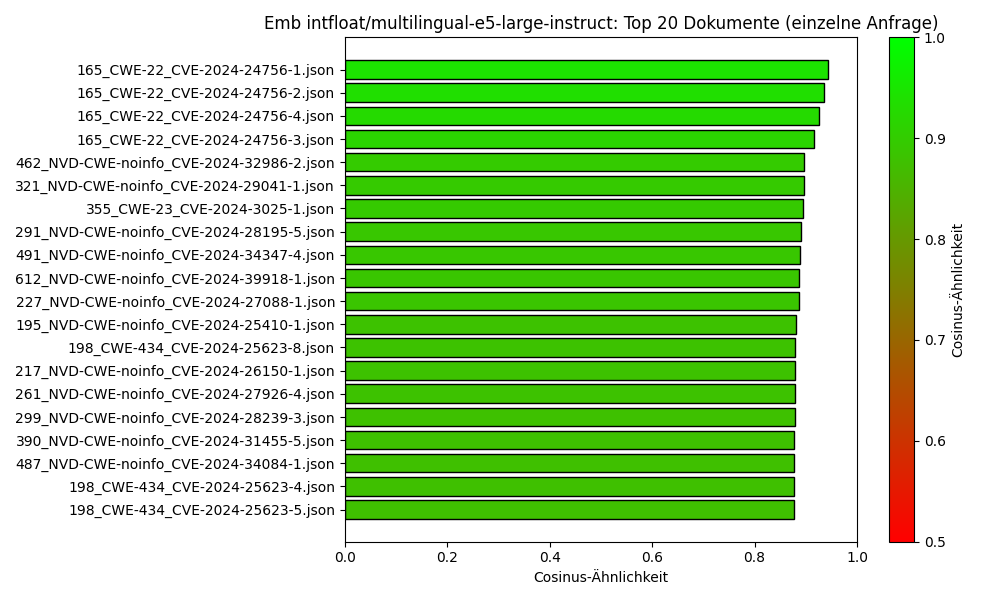 Emb intfloat/multilingual-e5-large-instruct: Top 20 Dokumente (einzelne Anfrage)
165_CWE-22_CVE-2024-24756-1.json
165_CWE-22_CVE-2024-24756-2.json
165_CWE-22_CVE-2024-24756-4.json
165_CWE-22_CVE-2024-24756-3.json
462_NVD-CWE-noinfo_CVE-2024-32986-2.json
321_NVD-CWE-noinfo_CVE-2024-29041-1.json
355_CWE-23_CVE-2024-3025-1.json
291_NVD-CWE-noinfo_CVE-2024-28195-5.json
491_NVD-CWE-noinfo_CVE-2024-34347-4.json
612_NVD-CWE-noinfo_CVE-2024-39918-1.json
227_NVD-CWE-noinfo_CVE-2024-27088-1.json
195_NVD-CWE-noinfo_CVE-2024-25410-1.json
198_CWE-434_CVE-2024-25623-8.json
217_NVD-CWE-noinfo_CVE-2024-26150-1.json
261_NVD-CWE-noinfo_CVE-2024-27926-4.json
299_NVD-CWE-noinfo_CVE-2024-28239-3.json
390_NVD-CWE-noinfo_CVE-2024-31455-5.json
487_NVD-CWE-noinfo_CVE-2024-34084-1.json
198_CWE-434_CVE-2024-25623-4.json
198_CWE-434_CVE-2024-25623-5.json
0.0 0.2 0.4 0.6 0.8 1.0
Cosinus-Ähnlichkeit
1.0
0.9
0.8
0.7
0.6
0.5
Cosinus-Ähnlichkeit